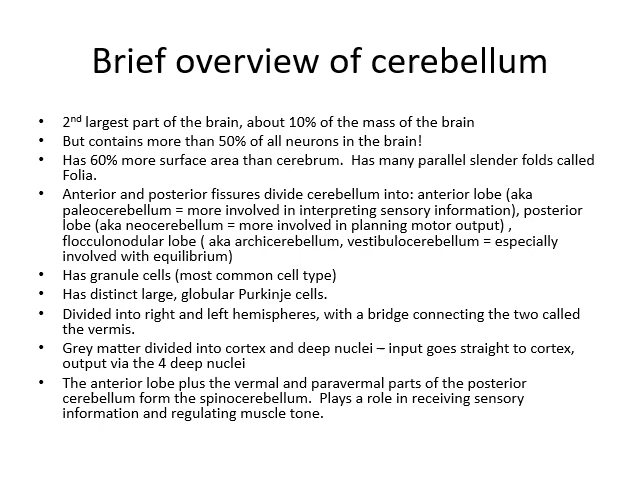 Brief overview of cerebellum
• 2nd largest part of the brain, about 10% of the mass of the brain
• But contains more than 50% of all neurons in the brain!
• Has 60% more surface area than cerebrum.  Has many parallel slender folds called
Folia.
• Anterior and posterior fissures divide cerebellum into: anterior lobe (aka
paleocerebellum = more involved in interpreting sensory information), posterior
lobe (aka neocerebellum = more involved in planning motor output) ,
flocculonodular lobe ( aka archicerebellum, vestibulocerebellum = especially
involved with equilibrium)
• Has granule cells (most common cell type)
• Has distinct large, globular Purkinje cells.
• Divided into right and left hemispheres, with a bridge connecting the two called
the vermis.
• Grey matter divided into cortex and deep nuclei – input goes straight to cortex,
output via the 4 deep nuclei
• The anterior lobe plus the vermal and paravermal parts of the posterior
cerebellum form the spinocerebellum.  Plays a role in receiving sensory
information and regulating muscle tone.